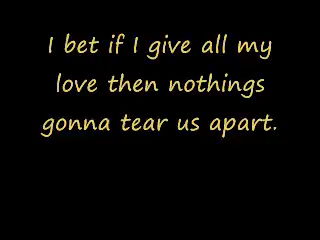 I bet if I give all my
love then nothings
gonna tear us apart.